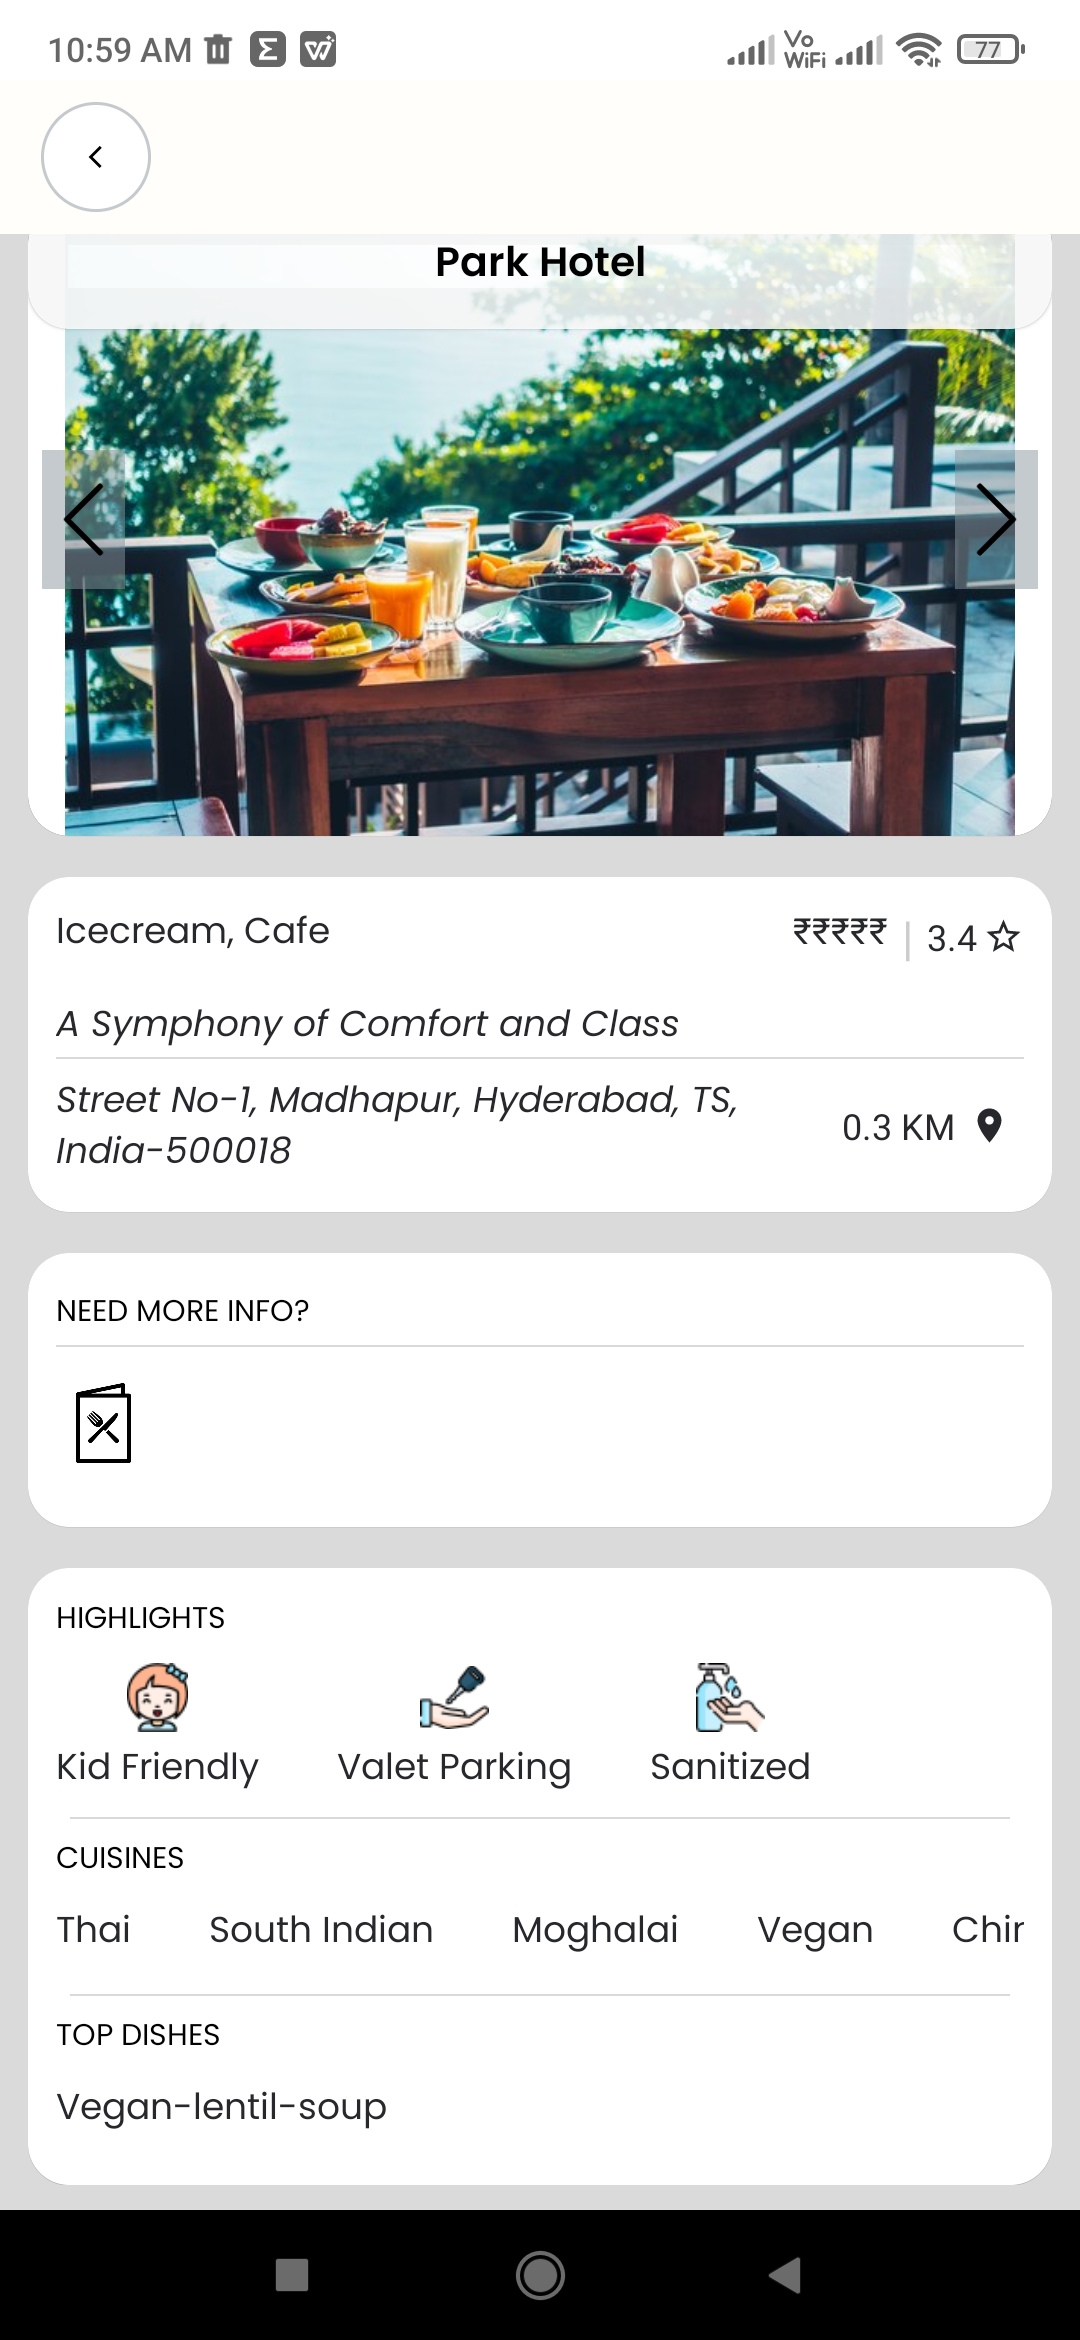 10:59 AM
Vo
WiFi
77
Park Hotel
Icecream, Cafe
₹₹₹₹₹ | 3.4
A Symphony of Comfort and Class
Street No-1, Madhapur, Hyderabad, TS,
India-500018
0.3 KM
NEED MORE INFO?
HIGHLIGHTS
Kid Friendly Valet Parking Sanitized
CUISINES
Thai South Indian Moghalai Vegan
TOP DISHES
Vegan-lentil-soup